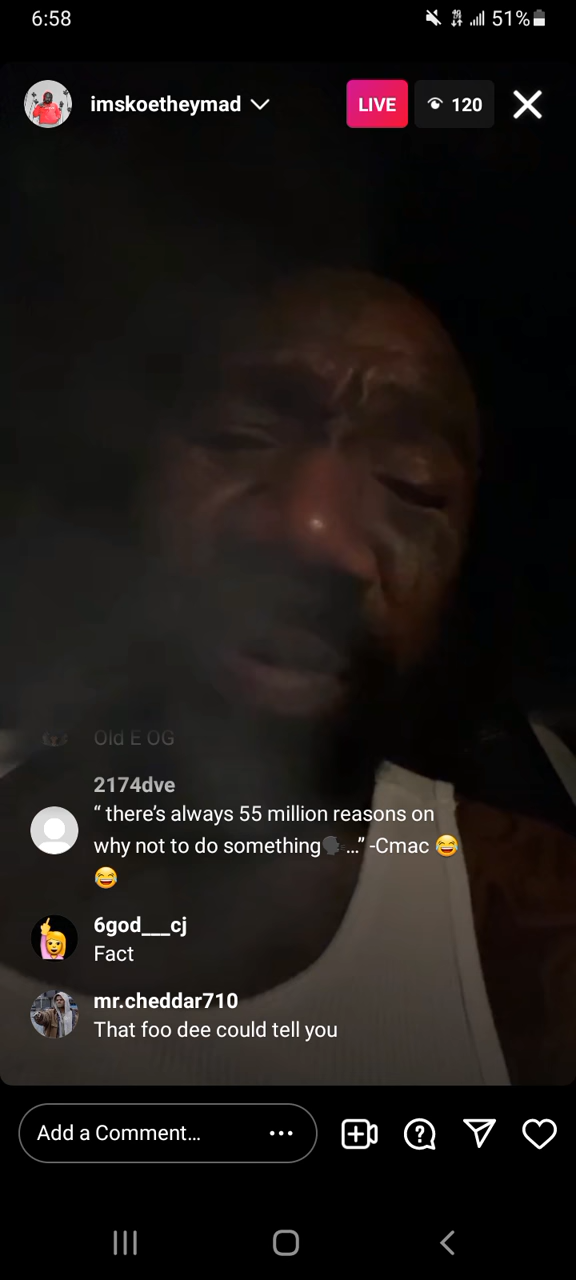 6:58
51%
imskoetheymad
LIVE
120
Old E OG
2174dve
“ there’s always 55 million reasons on
why not to do something🗣️…” -Cmac 😂
😂
6god___cj
Fact
mr.cheddar710
That foo dee could tell you
Add a Comment…